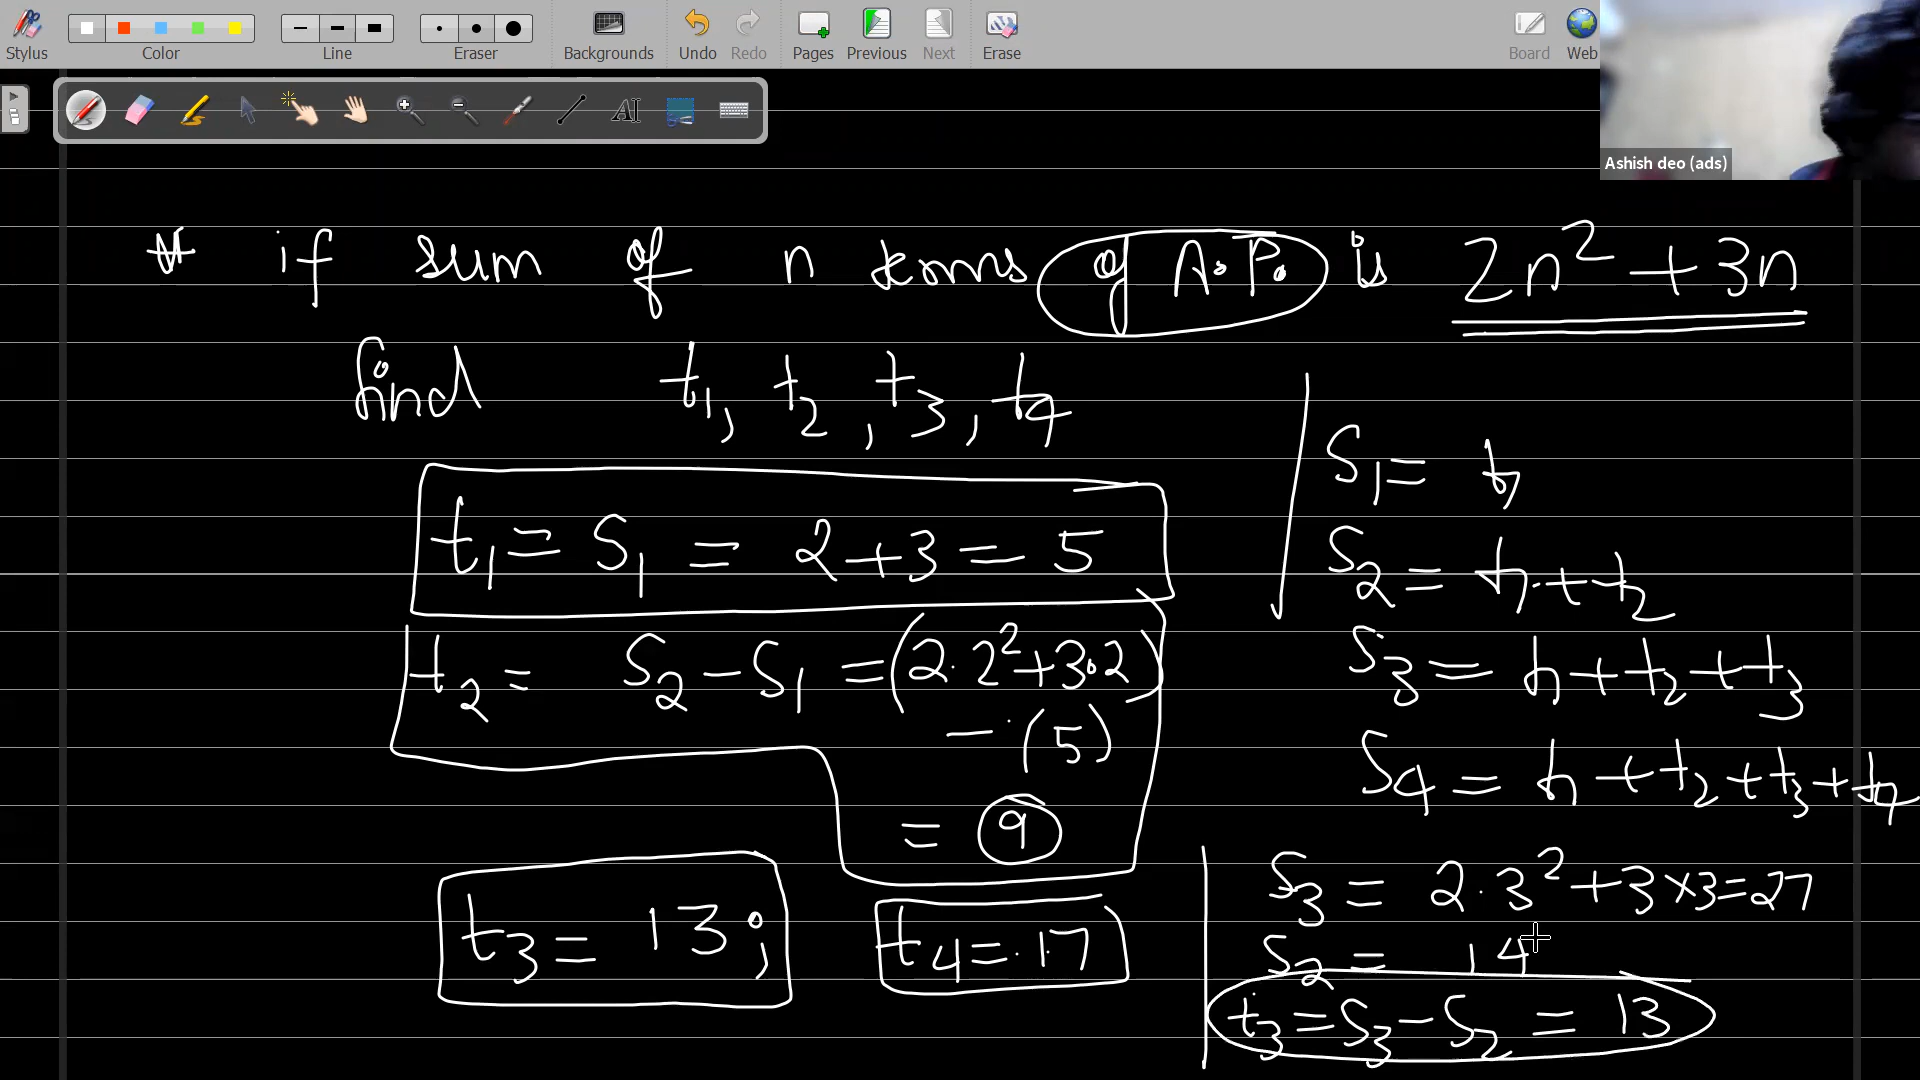 Stylus Color Line Eraser Backgrounds Undo Redo Pages Previous Next Erase Board Web
AI
Ashish deo (ads)
* if sum of n terms of A.P. is 2n² + 3n
find t₁, t₂, t₃, t₄
t₁ = S₁ = 2+3 = 5
t₂ = S₂ - S₁ = (2·2² + 3·2)
- (5)
= 9
t₃ = 13; t₄ = 17
S₁ = t₁
S₂ = t₁ + t₂
S₃ = t₁ + t₂ + t₃
S₄ = t₁ + t₂ + t₃ + t₄
S₃ = 2·3² + 3×3 = 27
S₂ = 14
t₃ = S₃ - S₂ = 13